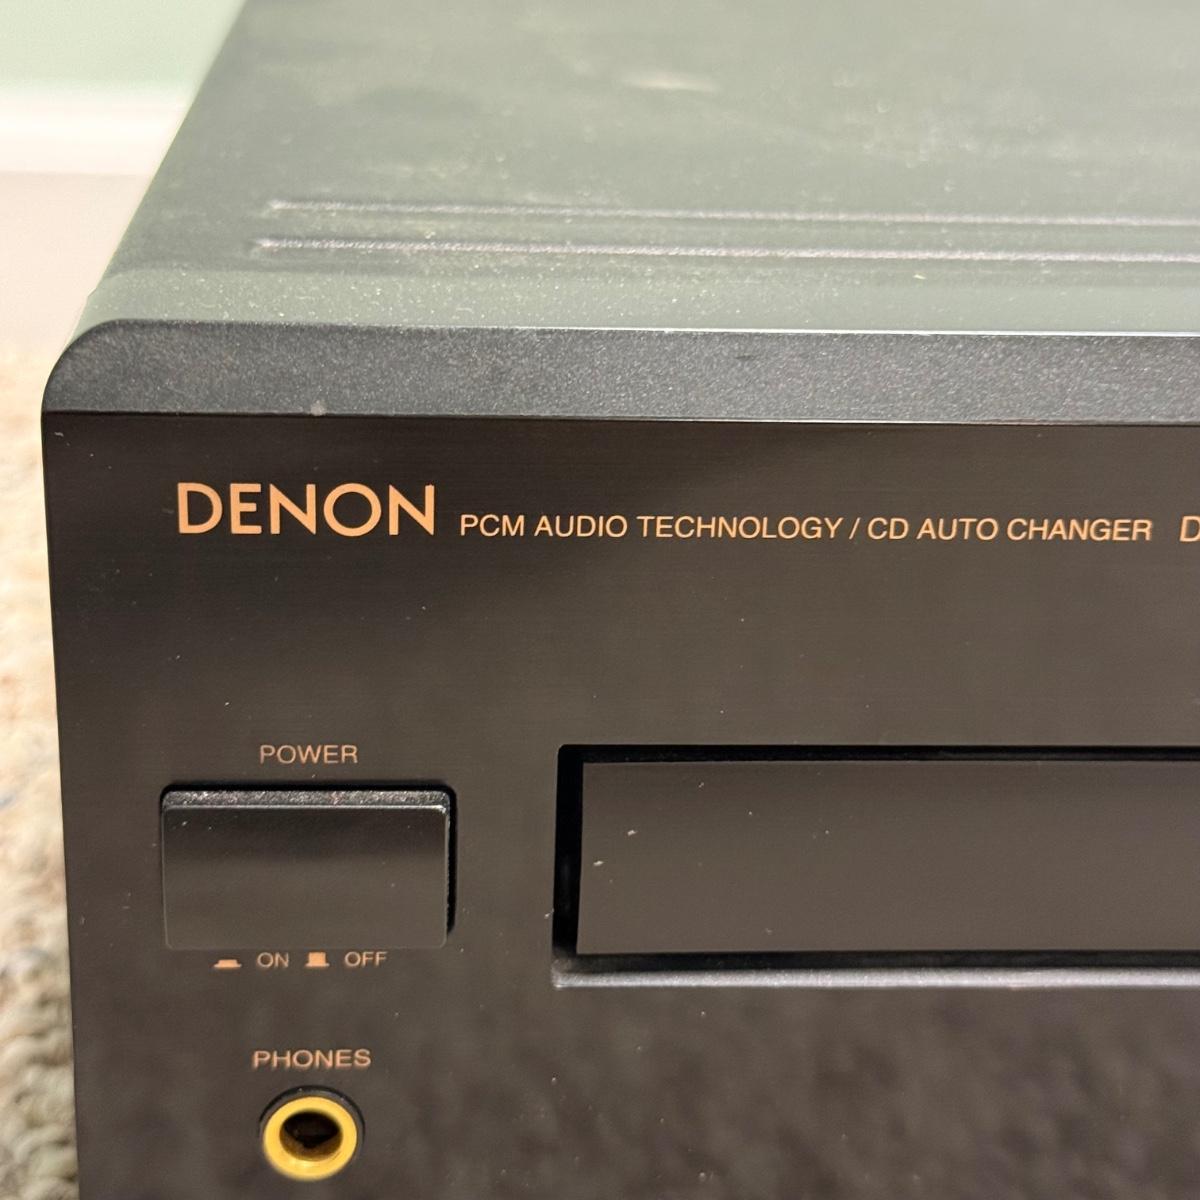 DENON PCM AUDIO TECHNOLOGY / CD AUTO CHANGER D
POWER
ON OFF
PHONES